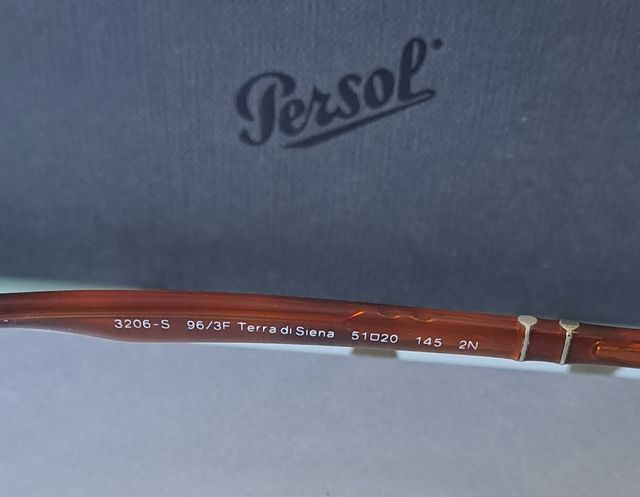 Persol
3206-S 96/3F Terra di Siena 51□20 145 2N